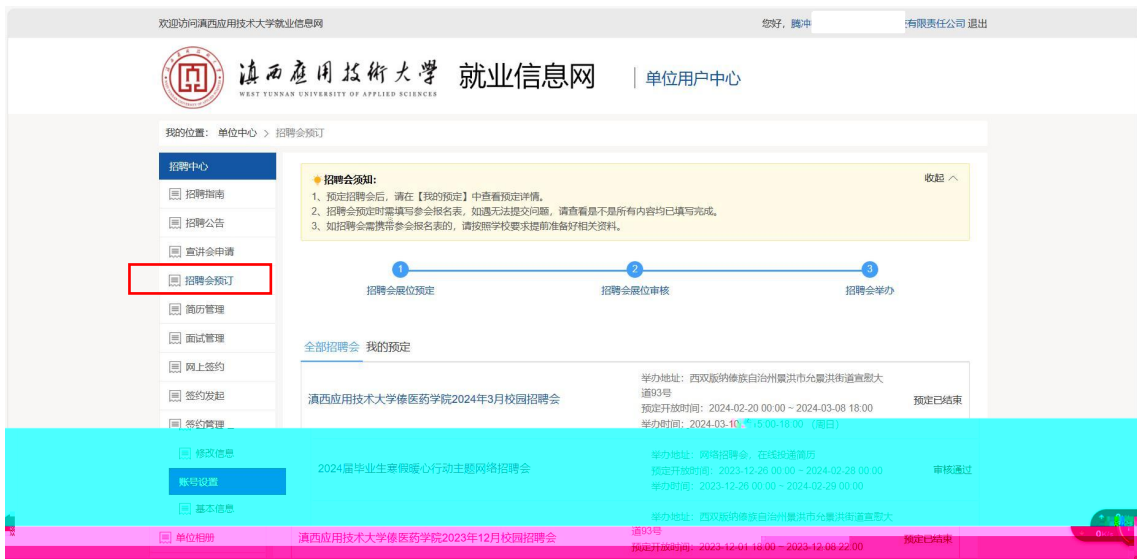 欢迎访问滇西应用技术大学就业信息网
您好，腾冲 有限责任公司 退出
滇西应用技术大学 就业信息网 单位用户中心
WEST YUNNAN UNIVERSITY OF APPLIED SCIENCES
我的位置： 单位中心 > 招聘会预订
招聘中心
招聘指南
招聘公告
宣讲会申请
招聘会预订
简历管理
面试管理
网上签约
签约发起
签约管理
修改信息
账号设置
基本信息
单位相册
招聘会须知:
收起
1、预定招聘会后，请在【我的预定】中查看预定详情。
2、招聘会预定时需填写参会报名表，如遇无法提交问题，请查看是不是所有内容均已填写完成。
3、如招聘会需携带参会报名表的，请按照学校要求提前准备好相关资料。
1 2 3
招聘会展位预定 招聘会展位审核 招聘会举办
全部招聘会 我的预定
滇西应用技术大学傣医药学院2024年3月校园招聘会
举办地址：西双版纳傣族自治州景洪市允景洪街道宣慰大
道93号
预定开放时间：2024-02-20 00:00 ~ 2024-03-08 18:00
举办时间：2024-03-10 15:00-18:00 （周日）
预定已结束
2024届毕业生寒假暖心行动主题网络招聘会
举办地址：网络招聘会，在线投递简历
预定开放时间：2023-12-26 00:00 ~ 2024-02-28 00:00
举办时间：2023-12-26 00:00 ~ 2024-02-29 00:00
审核通过
滇西应用技术大学傣医药学院2023年12月校园招聘会
举办地址：西双版纳傣族自治州景洪市允景洪街道宣慰大
道93号
预定开放时间：2023-12-01 18:00 ~ 2023-12-08 22:00
预定已结束